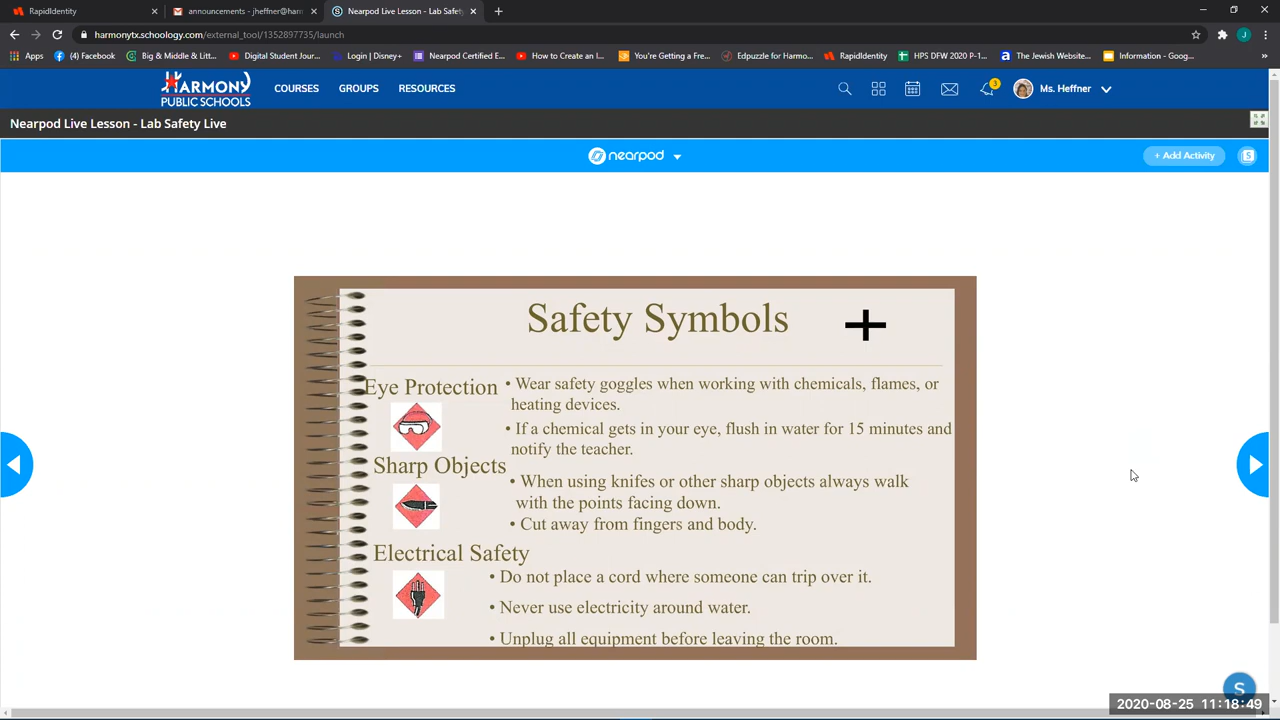 RapidIdentity
announcements - jheffner@harr
Nearpod Live Lesson - Lab Safety
harmonytx.schoology.com/external_tool/1352897735/launch
Apps
(4) Facebook
Big & Middle & Litt...
Digital Student Jour...
Login | Disney+
Nearpod Certified E...
How to Create an I...
You're Getting a Fre...
Edpuzzle for Harmo...
RapidIdentity
HPS DFW 2020 P-1...
The Jewish Website...
Information - Goog...
HARMONY
PUBLIC SCHOOLS
COURSES
GROUPS
RESOURCES
3
Ms. Heffner
Nearpod Live Lesson - Lab Safety Live
nearpod
+ Add Activity
S
Safety Symbols
Eye Protection
• Wear safety goggles when working with chemicals, flames, or
heating devices.
• If a chemical gets in your eye, flush in water for 15 minutes and
notify the teacher.
Sharp Objects
• When using knifes or other sharp objects always walk
with the points facing down.
• Cut away from fingers and body.
Electrical Safety
• Do not place a cord where someone can trip over it.
• Never use electricity around water.
• Unplug all equipment before leaving the room.
S
2020-08-25 11:18:49